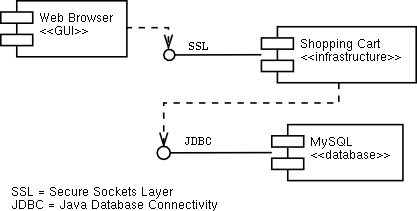 Web Browser
<<GUI>>
SSL
Shopping Cart
<<infrastructure>>
JDBC
MySQL
<<database>>
SSL = Secure Sockets Layer
JDBC = Java Database Connectivity